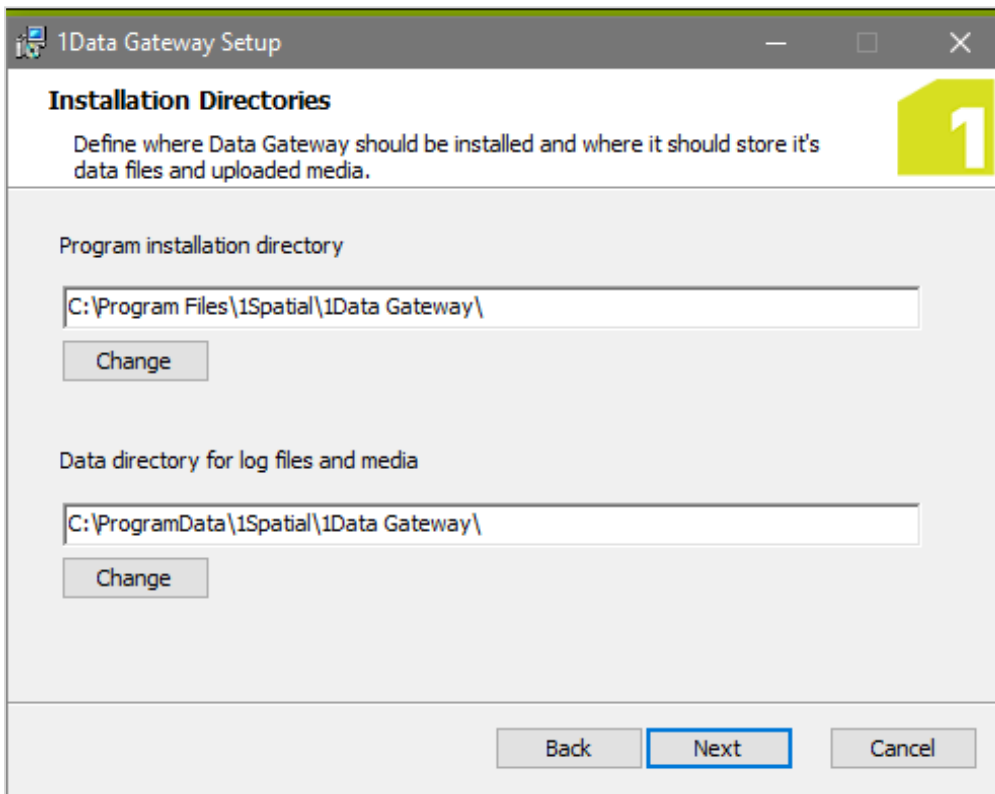 1Data Gateway Setup
Installation Directories
1
Define where Data Gateway should be installed and where it should store it's
data files and uploaded media.
Program installation directory
C:\Program Files\1Spatial\1Data Gateway\
Change
Data directory for log files and media
C:\ProgramData\1Spatial\1Data Gateway\
Change
Back
Next
Cancel